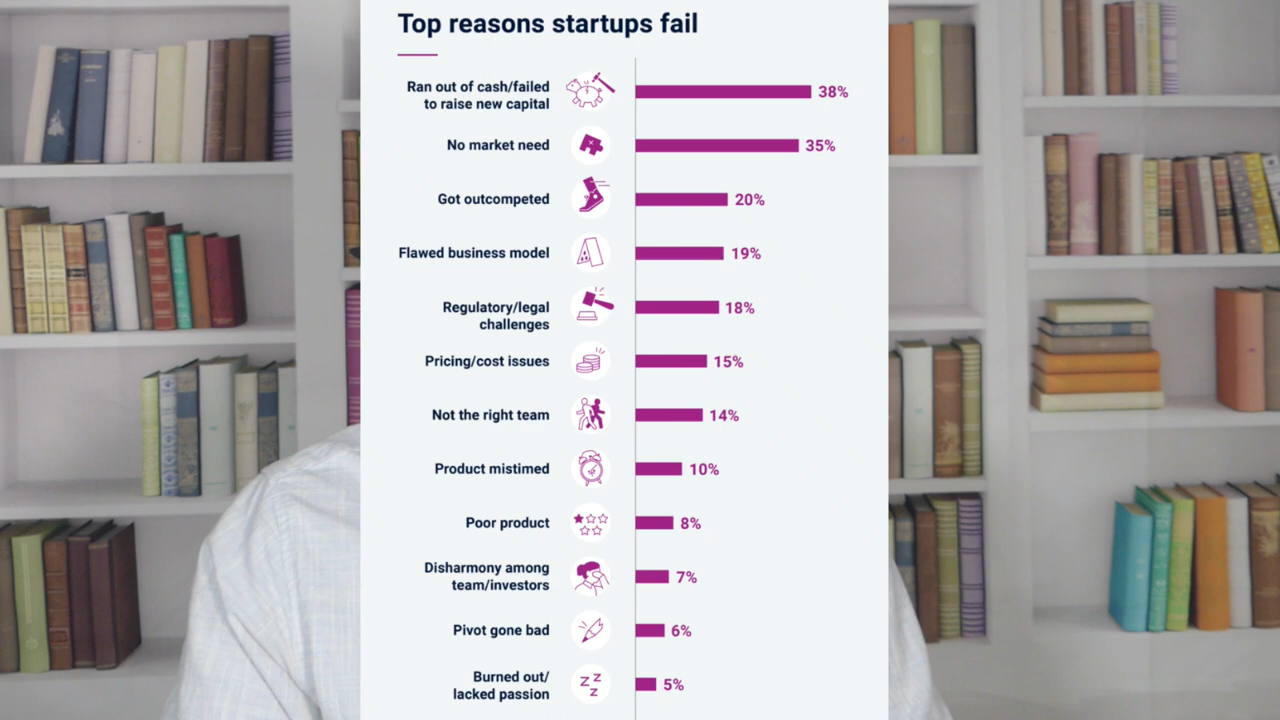 Top reasons startups fail
Ran out of cash/failed
to raise new capital
38%
No market need
35%
Got outcompeted
20%
Flawed business model
19%
Regulatory/legal
challenges
18%
Pricing/cost issues
15%
Not the right team
14%
Product mistimed
10%
Poor product
8%
Disharmony among
team/investors
7%
Pivot gone bad
6%
Burned out/
lacked passion
Z Z
Z
5%